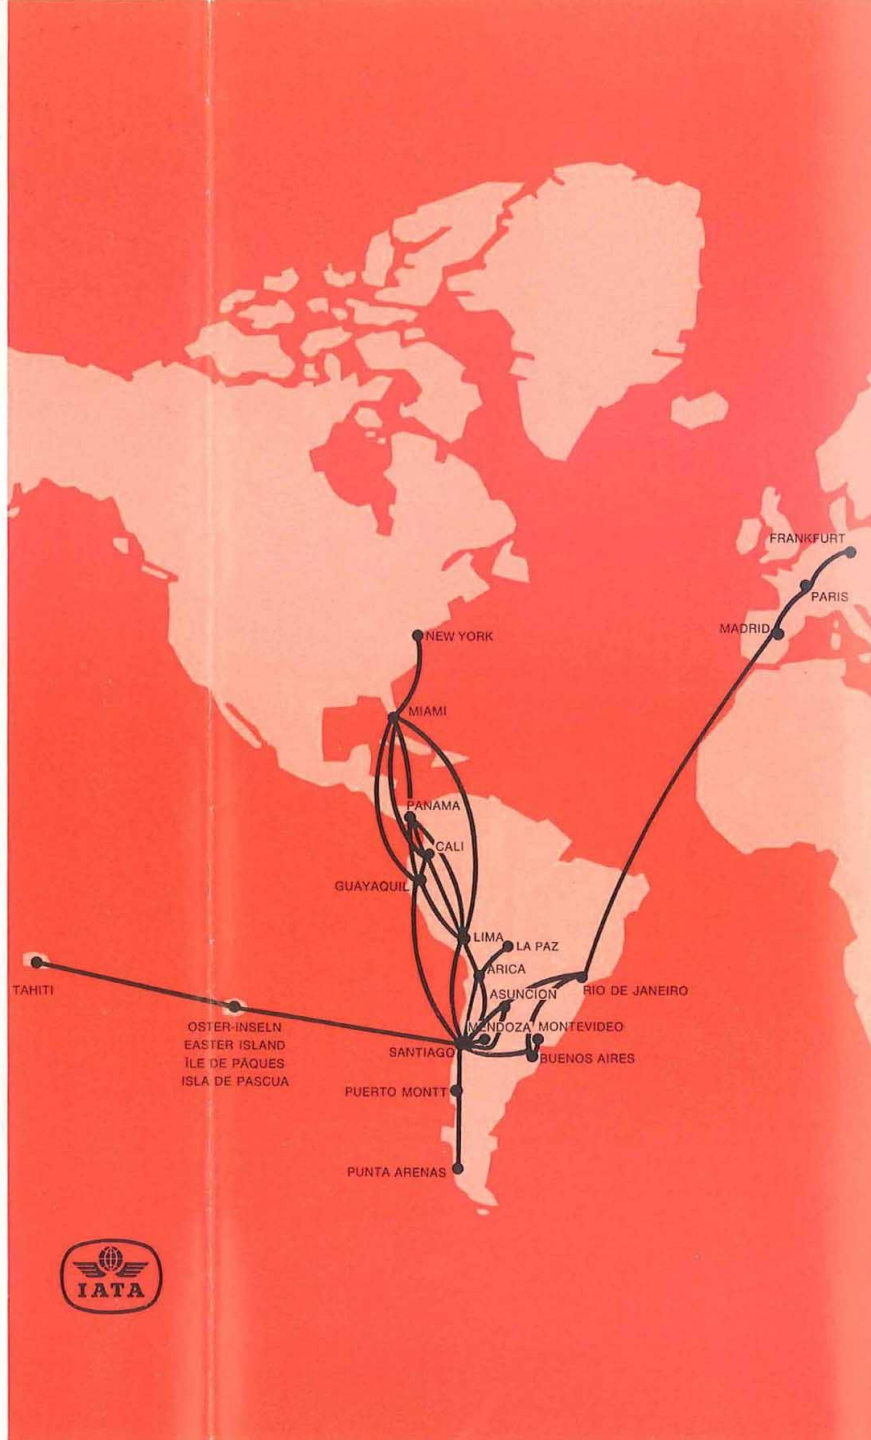 FRANKFURT
PARIS
MADRID
NEW YORK
MIAMI
PANAMA
CALI
GUAYAQUIL
LIMA
LA PAZ
ARICA
TAHITI
ASUNCION
RIO DE JANEIRO
OSTER-INSELN
EASTER ISLAND
ÎLE DE PÂQUES
ISLA DE PASCUA
MENDOZA
MONTEVIDEO
SANTIAGO
BUENOS AIRES
PUERTO MONTT
PUNTA ARENAS
IATA